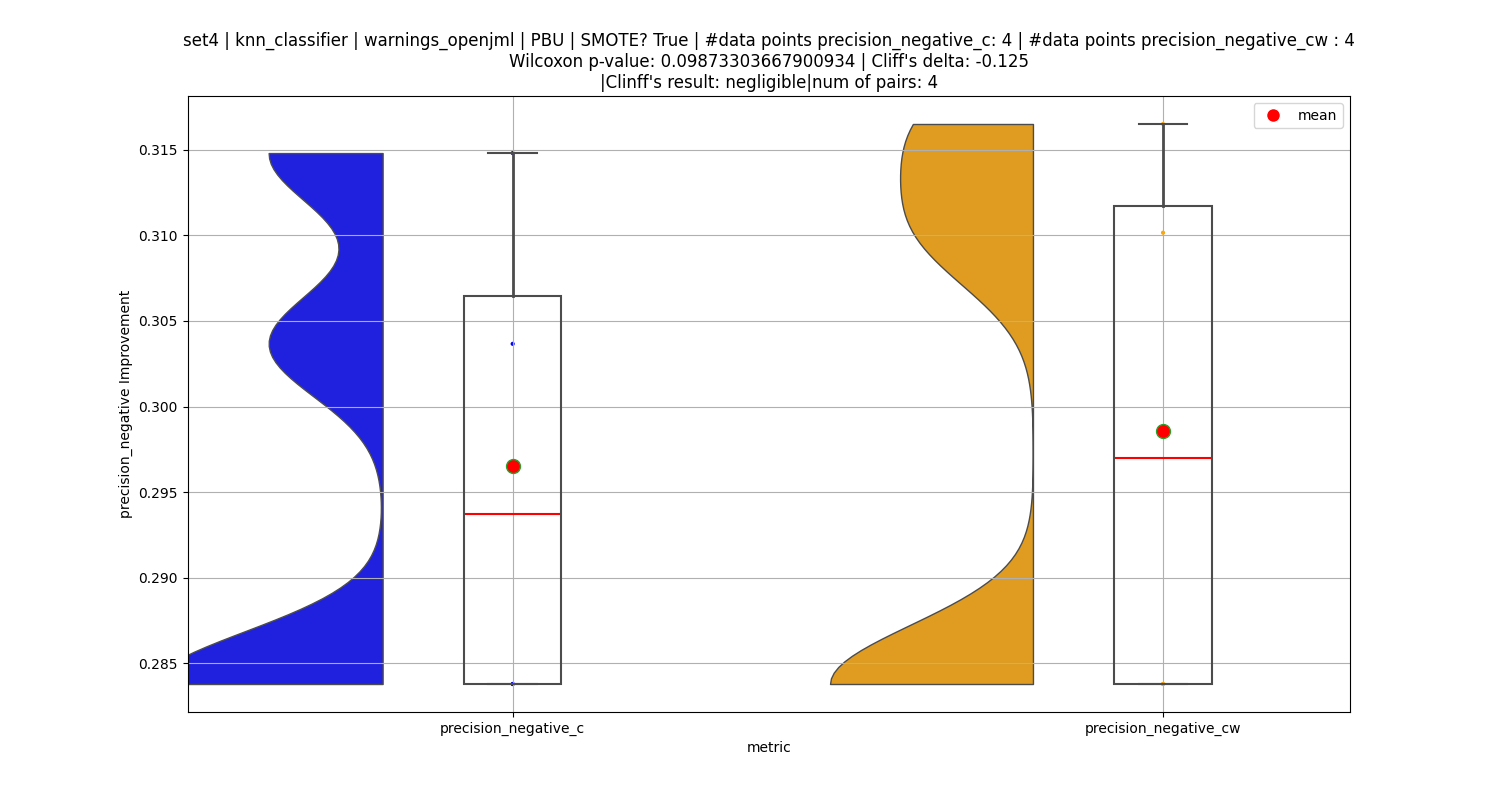 set4 | knn_classifier | warnings_openjml | PBU | SMOTE? True | #data points precision_negative_c: 4 | #data points precision_negative_cw : 4
Wilcoxon p-value: 0.09873303667900934 | Cliff's delta: -0.125
|Clinff's result: negligible|num of pairs: 4
mean
0.315
0.310
0.305
0.300
0.295
0.290
0.285
precision_negative Improvement
precision_negative_c
precision_negative_cw
metric